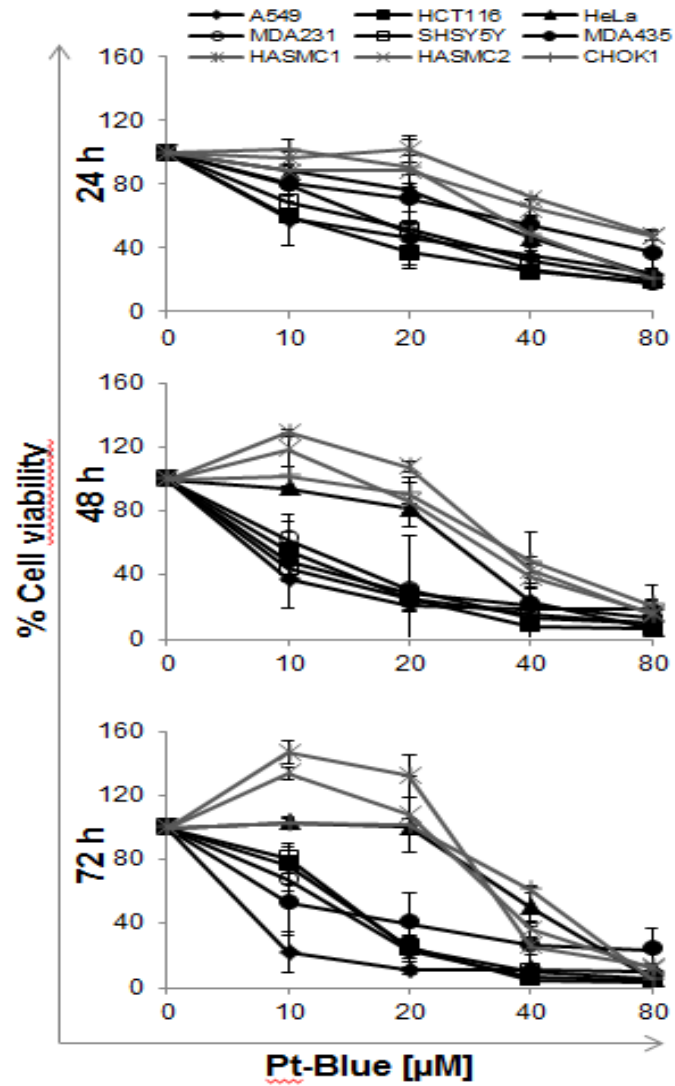 A549 HCT116 HeLa
MDA231 SHSY5Y MDA435
HASMC1 HASMC2 CHOK1
% Cell viability
24 h
160
120
80
40
0
0 10 20 40 80
48 h
160
120
80
40
0
0 10 20 40 80
72 h
160
120
80
40
0
0 10 20 40 80
Pt-Blue [µM]